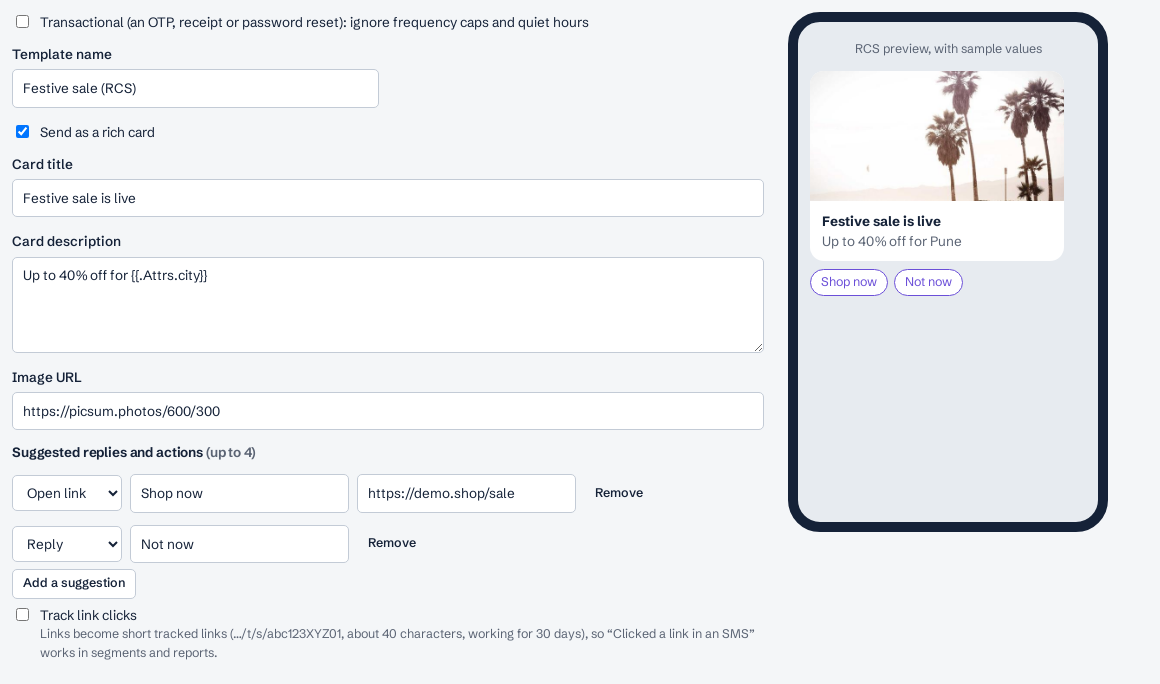 Transactional (an OTP, receipt or password reset): ignore frequency caps and quiet hours
Template name
Festive sale (RCS)
Send as a rich card
Card title
Festive sale is live
Card description
Up to 40% off for {{.Attrs.city}}
Image URL
https://picsum.photos/600/300
Suggested replies and actions (up to 4)
Open link Shop now https://demo.shop/sale Remove
Reply Not now Remove
Add a suggestion
Track link clicks
Links become short tracked links (…/t/s/abc123XYZ01, about 40 characters, working for 30 days), so “Clicked a link in an SMS”
works in segments and reports.
RCS preview, with sample values
Festive sale is live
Up to 40% off for Pune
Shop now Not now